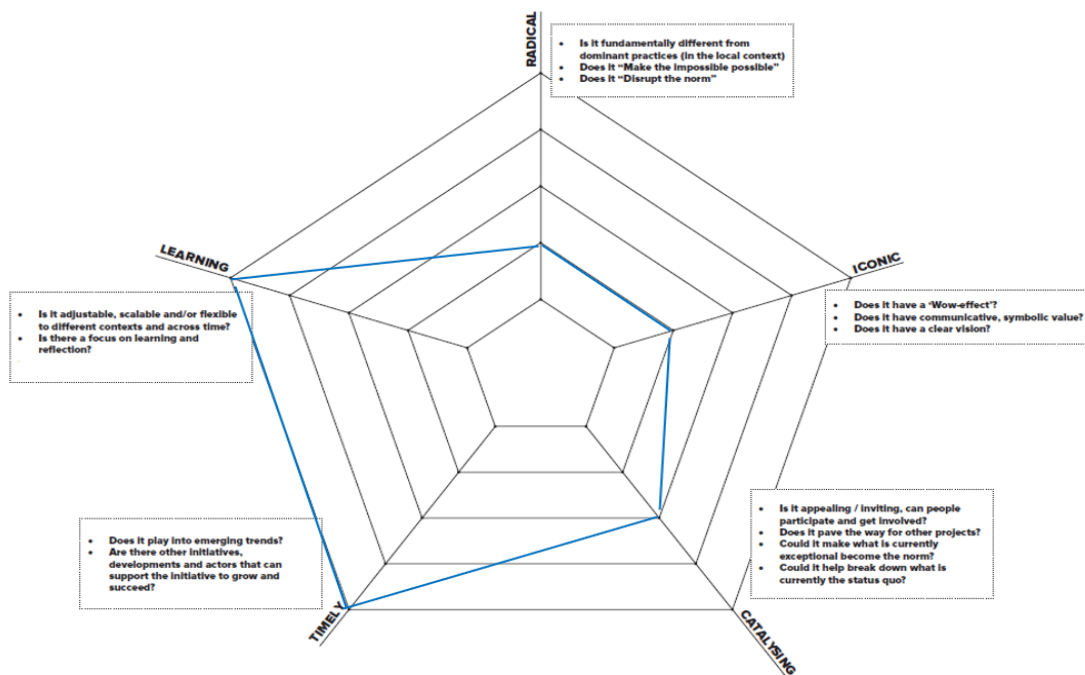 RADICAL
• Is it fundamentally different from
dominant practices (in the local context)
• Does it “Make the impossible possible”
• Does it “Disrupt the norm”
LEARNING
• Is it adjustable, scalable and/or flexible
to different contexts and across time?
• Is there a focus on learning and
reflection?
ICONIC
• Does it have a ‘Wow-effect’?
• Does it have communicative, symbolic value?
• Does it have a clear vision?
• Does it play into emerging trends?
• Are there other initiatives,
developments and actors that can
support the initiative to grow and
succeed?
TIMELY
• Is it appealing / inviting, can people
participate and get involved?
• Does it pave the way for other projects?
• Could it make what is currently
exceptional become the norm?
• Could it help break down what is
currently the status quo?
CATALYSING